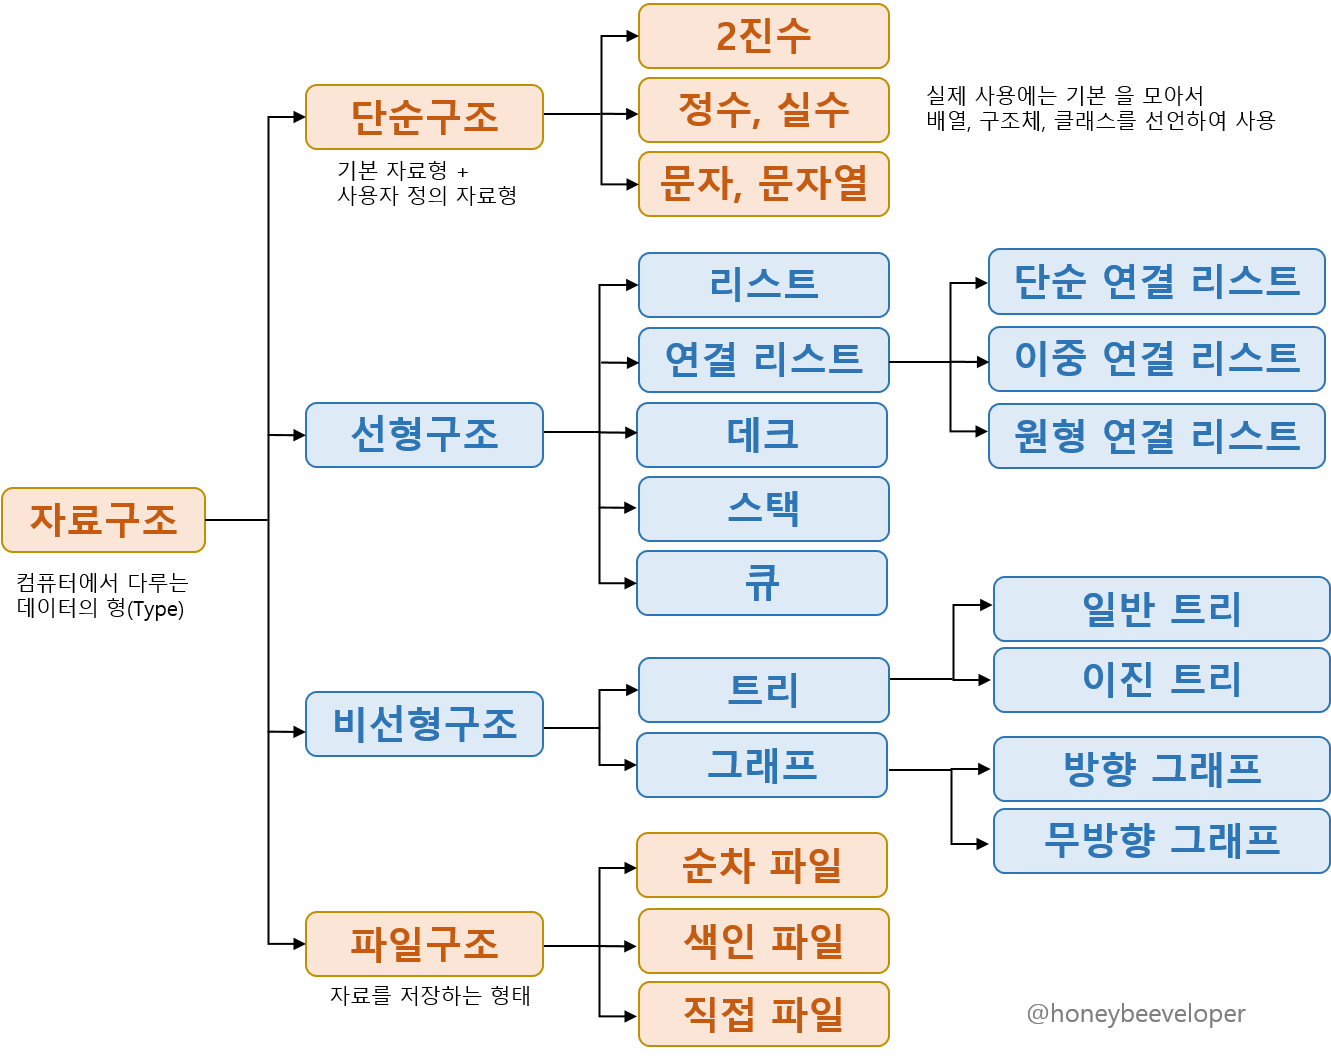 2진수
단순구조
정수, 실수
실제 사용에는 기본 을 모아서
배열, 구조체, 클래스를 선언하여 사용
기본 자료형 +
사용자 정의 자료형
문자, 문자열
리스트
단순 연결 리스트
연결 리스트
이중 연결 리스트
선형구조
데크
원형 연결 리스트
스택
자료구조
컴퓨터에서 다루는
데이터의 형(Type)
큐
일반 트리
트리
이진 트리
비선형구조
그래프
방향 그래프
무방향 그래프
순차 파일
파일구조
색인 파일
자료를 저장하는 형태
직접 파일
@honeybeeveloper